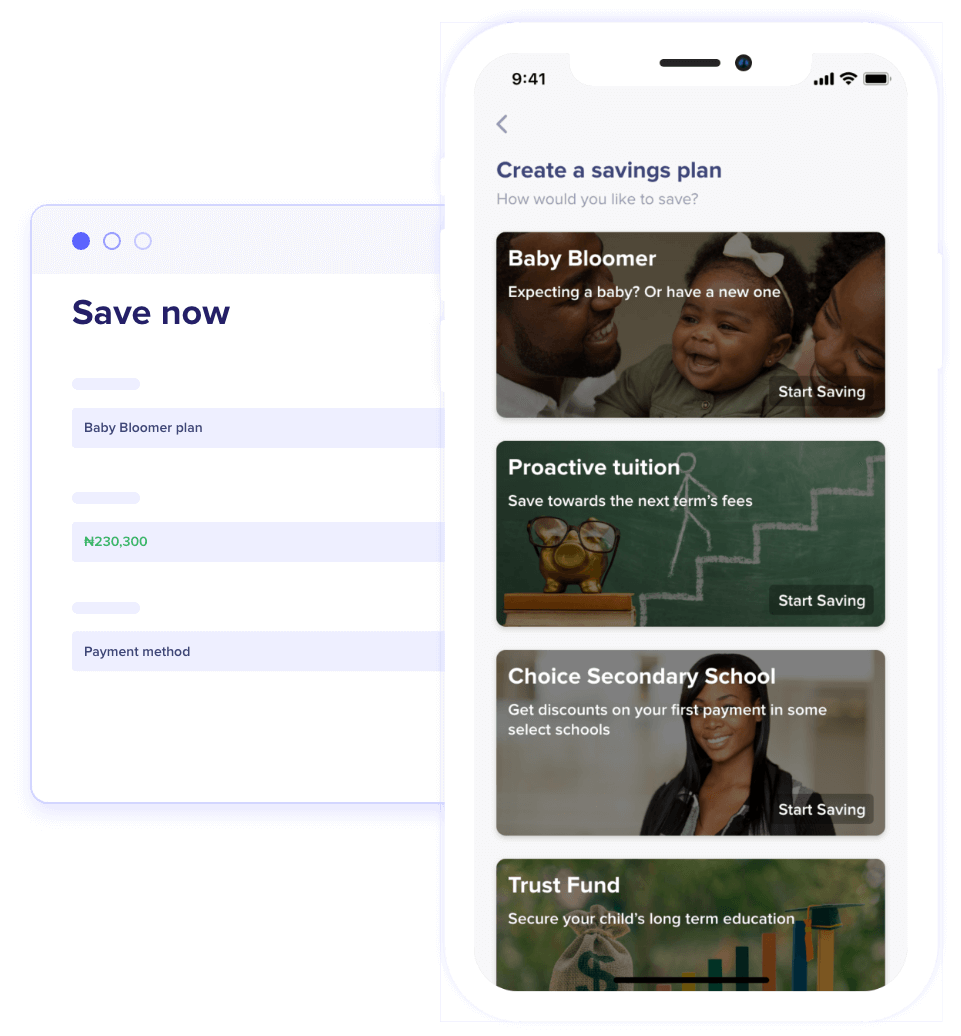 Save now
Baby Bloomer plan
₦230,300
Payment method
9:41
Create a savings plan
How would you like to save?
Baby Bloomer
Expecting a baby? Or have a new one
Start Saving
Proactive tuition
Save towards the next term's fees
Start Saving
Choice Secondary School
Get discounts on your first payment in some
select schools
Start Saving
Trust Fund
Secure your child's long term education
$